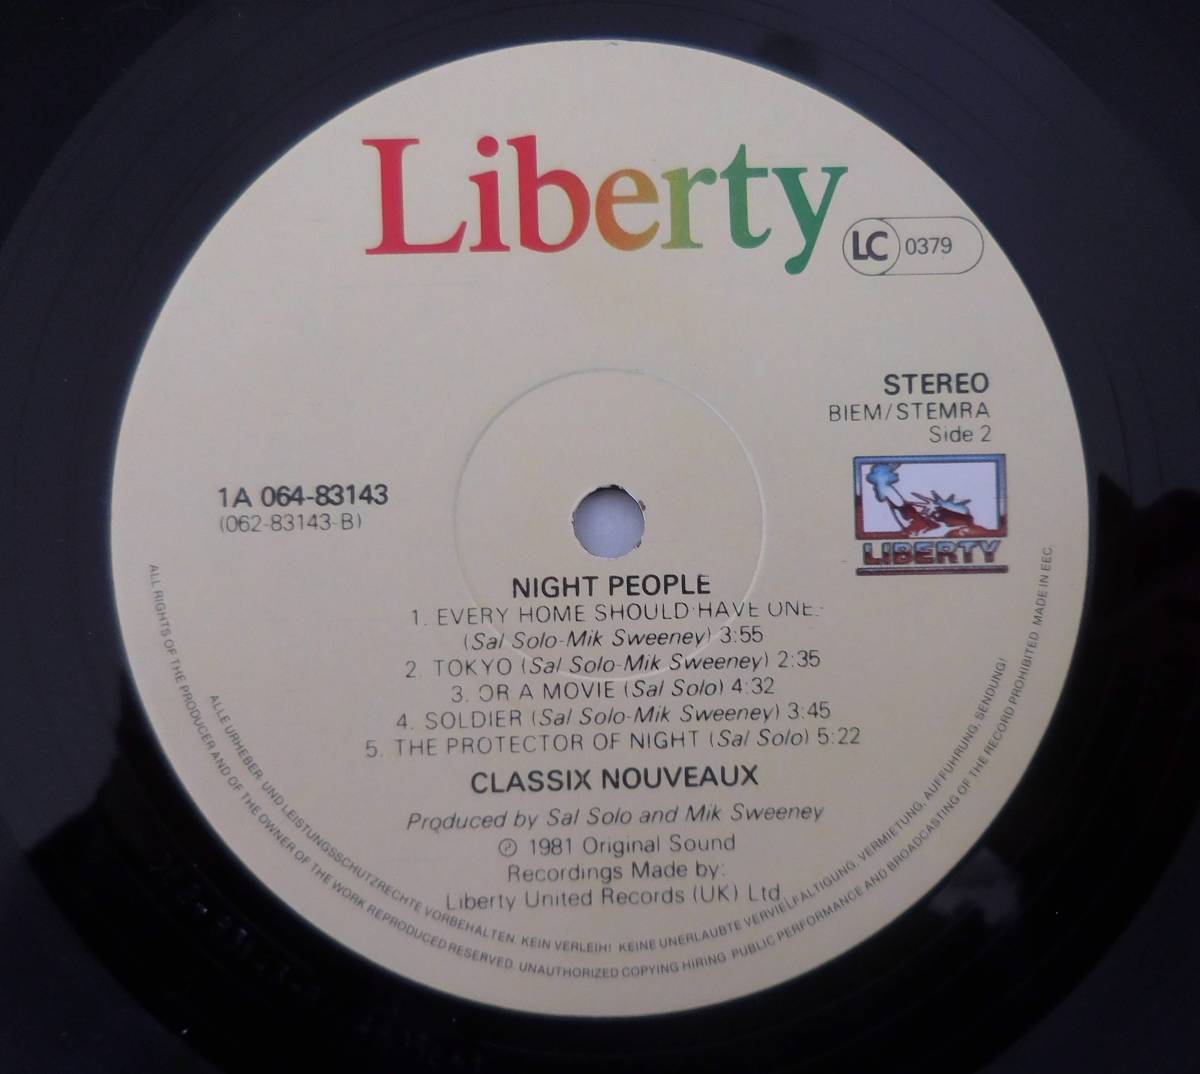 Liberty
LC 0379
STEREO
BIEM/STEMRA
Side 2
LIBERTY
1A 064-83143
(062-83143-B)
NIGHT PEOPLE
1. EVERY HOME SHOULD HAVE ONE.
(Sal Solo-Mik Sweeney) 3:55
2. TOKYO (Sal Solo-Mik Sweeney) 2:35
3. OR A MOVIE (Sal Solo) 4:32
4. SOLDIER (Sal Solo-Mik Sweeney) 3:45
5. THE PROTECTOR OF NIGHT (Sal Solo) 5:22
CLASSIX NOUVEAUX
Produced by Sal Solo and Mik Sweeney
℗ 1981 Original Sound
Recordings Made by:
Liberty United Records (UK) Ltd.
ALLE URHEBER- UND LEISTUNGSSCHUTZRECHTE VORBEHALTEN. KEIN VERLEIH! KEINE UNERLAUBTE VERVIELFÄLTIGUNG, VERMIETUNG, AUFFÜHRUNG, SENDUNG!
ALL RIGHTS OF THE PRODUCER AND OF THE OWNER OF THE WORK REPRODUCED RESERVED. UNAUTHORIZED COPYING HIRING PUBLIC PERFORMANCE AND BROADCASTING OF THE RECORD PROHIBITED. MADE IN EEC.